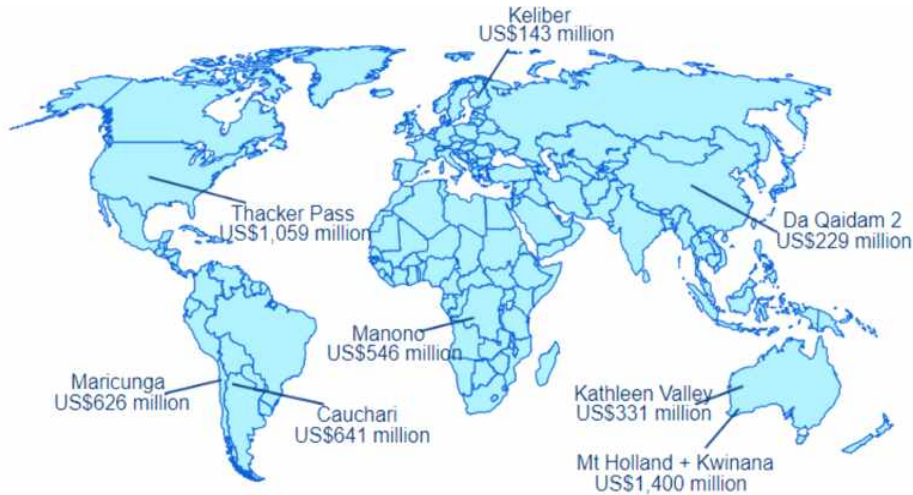 Keliber
US$143 million
Thacker Pass
US$1,059 million
Da Qaidam 2
US$229 million
Manono
US$546 million
Maricunga
US$626 million
Cauchari
US$641 million
Kathleen Valley
US$331 million
Mt Holland + Kwinana
US$1,400 million